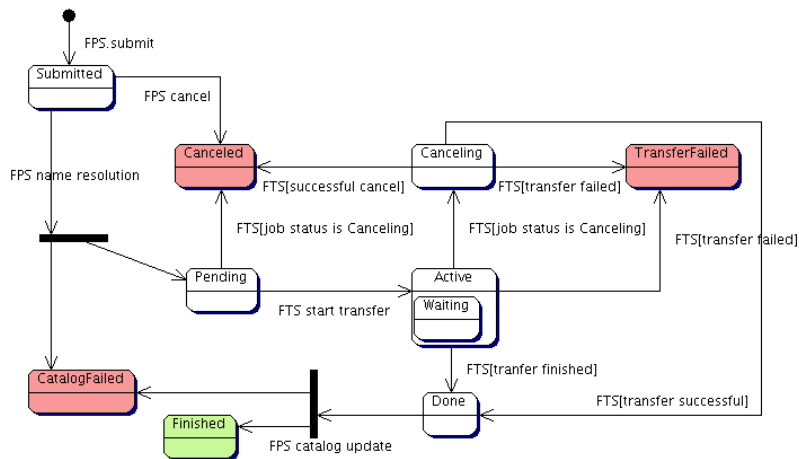 FPS.submit
Submitted
FPS cancel
Canceled
Canceling
TransferFailed
FPS name resolution
FTS[successful cancel]
FTS[transfer failed]
FTS[job status is Canceling]
FTS[job status is Canceling]
FTS[transfer failed]
Pending
Active
Waiting
FTS start transfer
FTS[tranfer finished]
CatalogFailed
Done
FTS[transfer successful]
Finished
FPS catalog update